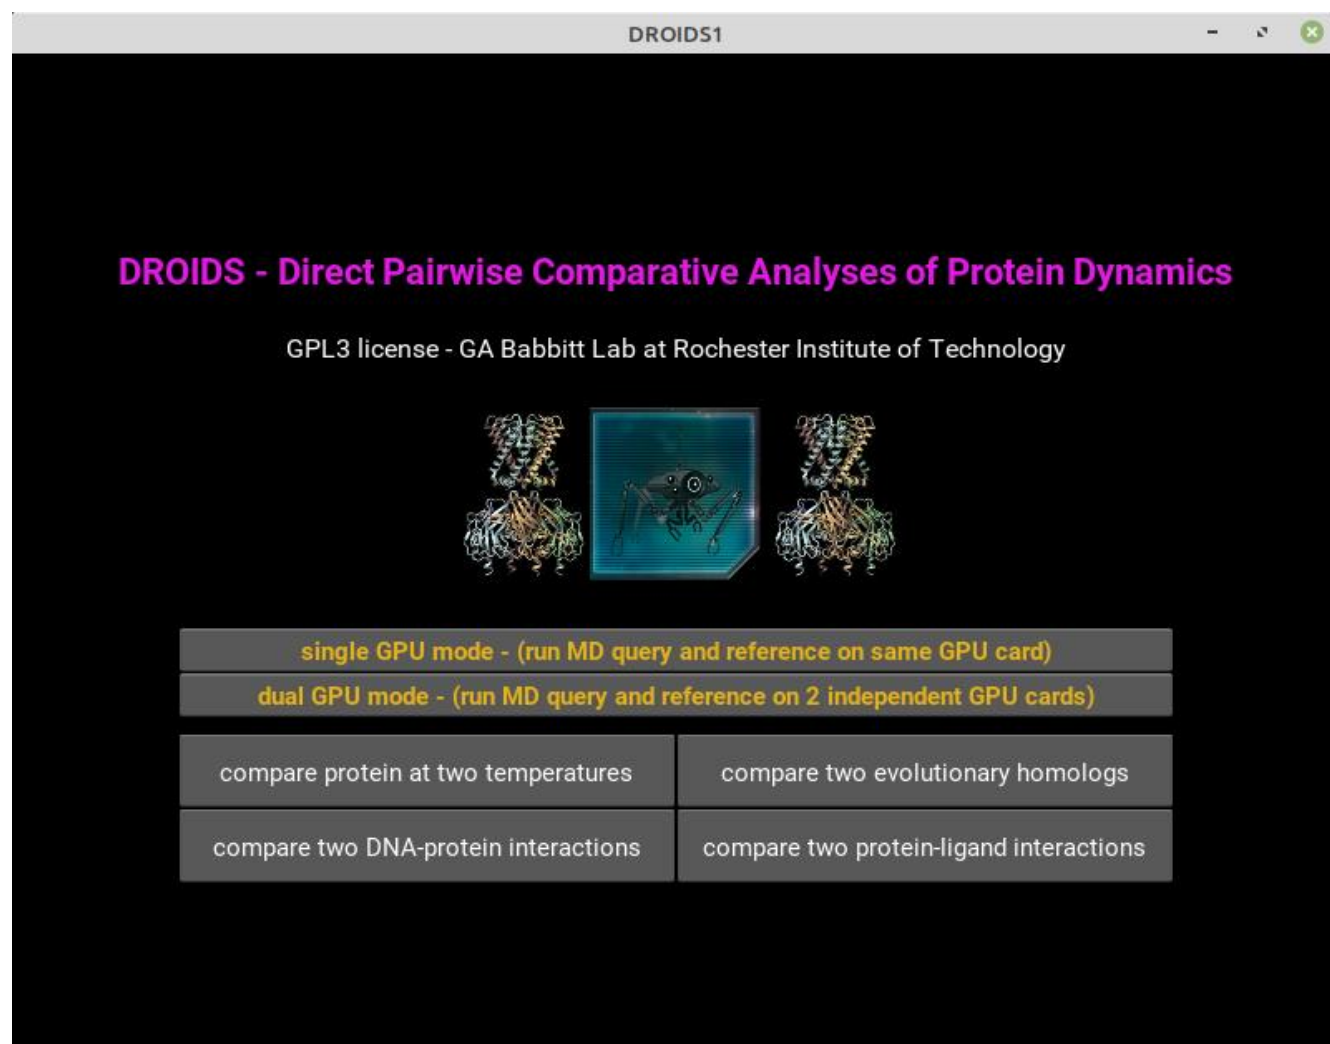 DROIDS1
DROIDS - Direct Pairwise Comparative Analyses of Protein Dynamics
GPL3 license - GA Babbitt Lab at Rochester Institute of Technology
single GPU mode - (run MD query and reference on same GPU card)
dual GPU mode - (run MD query and reference on 2 independent GPU cards)
compare protein at two temperatures
compare two evolutionary homologs
compare two DNA-protein interactions
compare two protein-ligand interactions